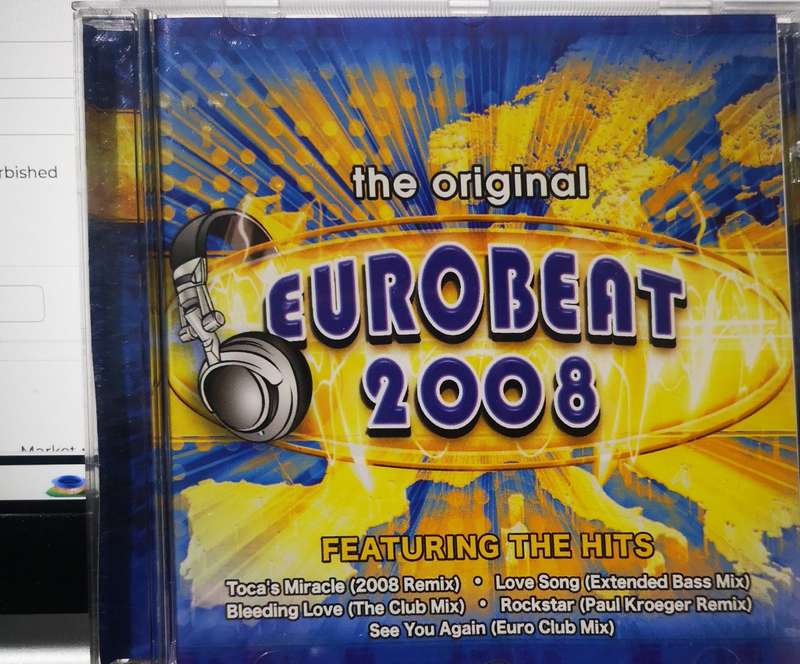 rbished
the original
EUROBEAT
2008
FEATURING THE HITS
Toca's Miracle (2008 Remix) • Love Song (Extended Bass Mix)
Bleeding Love (The Club Mix) • Rockstar (Paul Kroeger Remix)
See You Again (Euro Club Mix)
Market